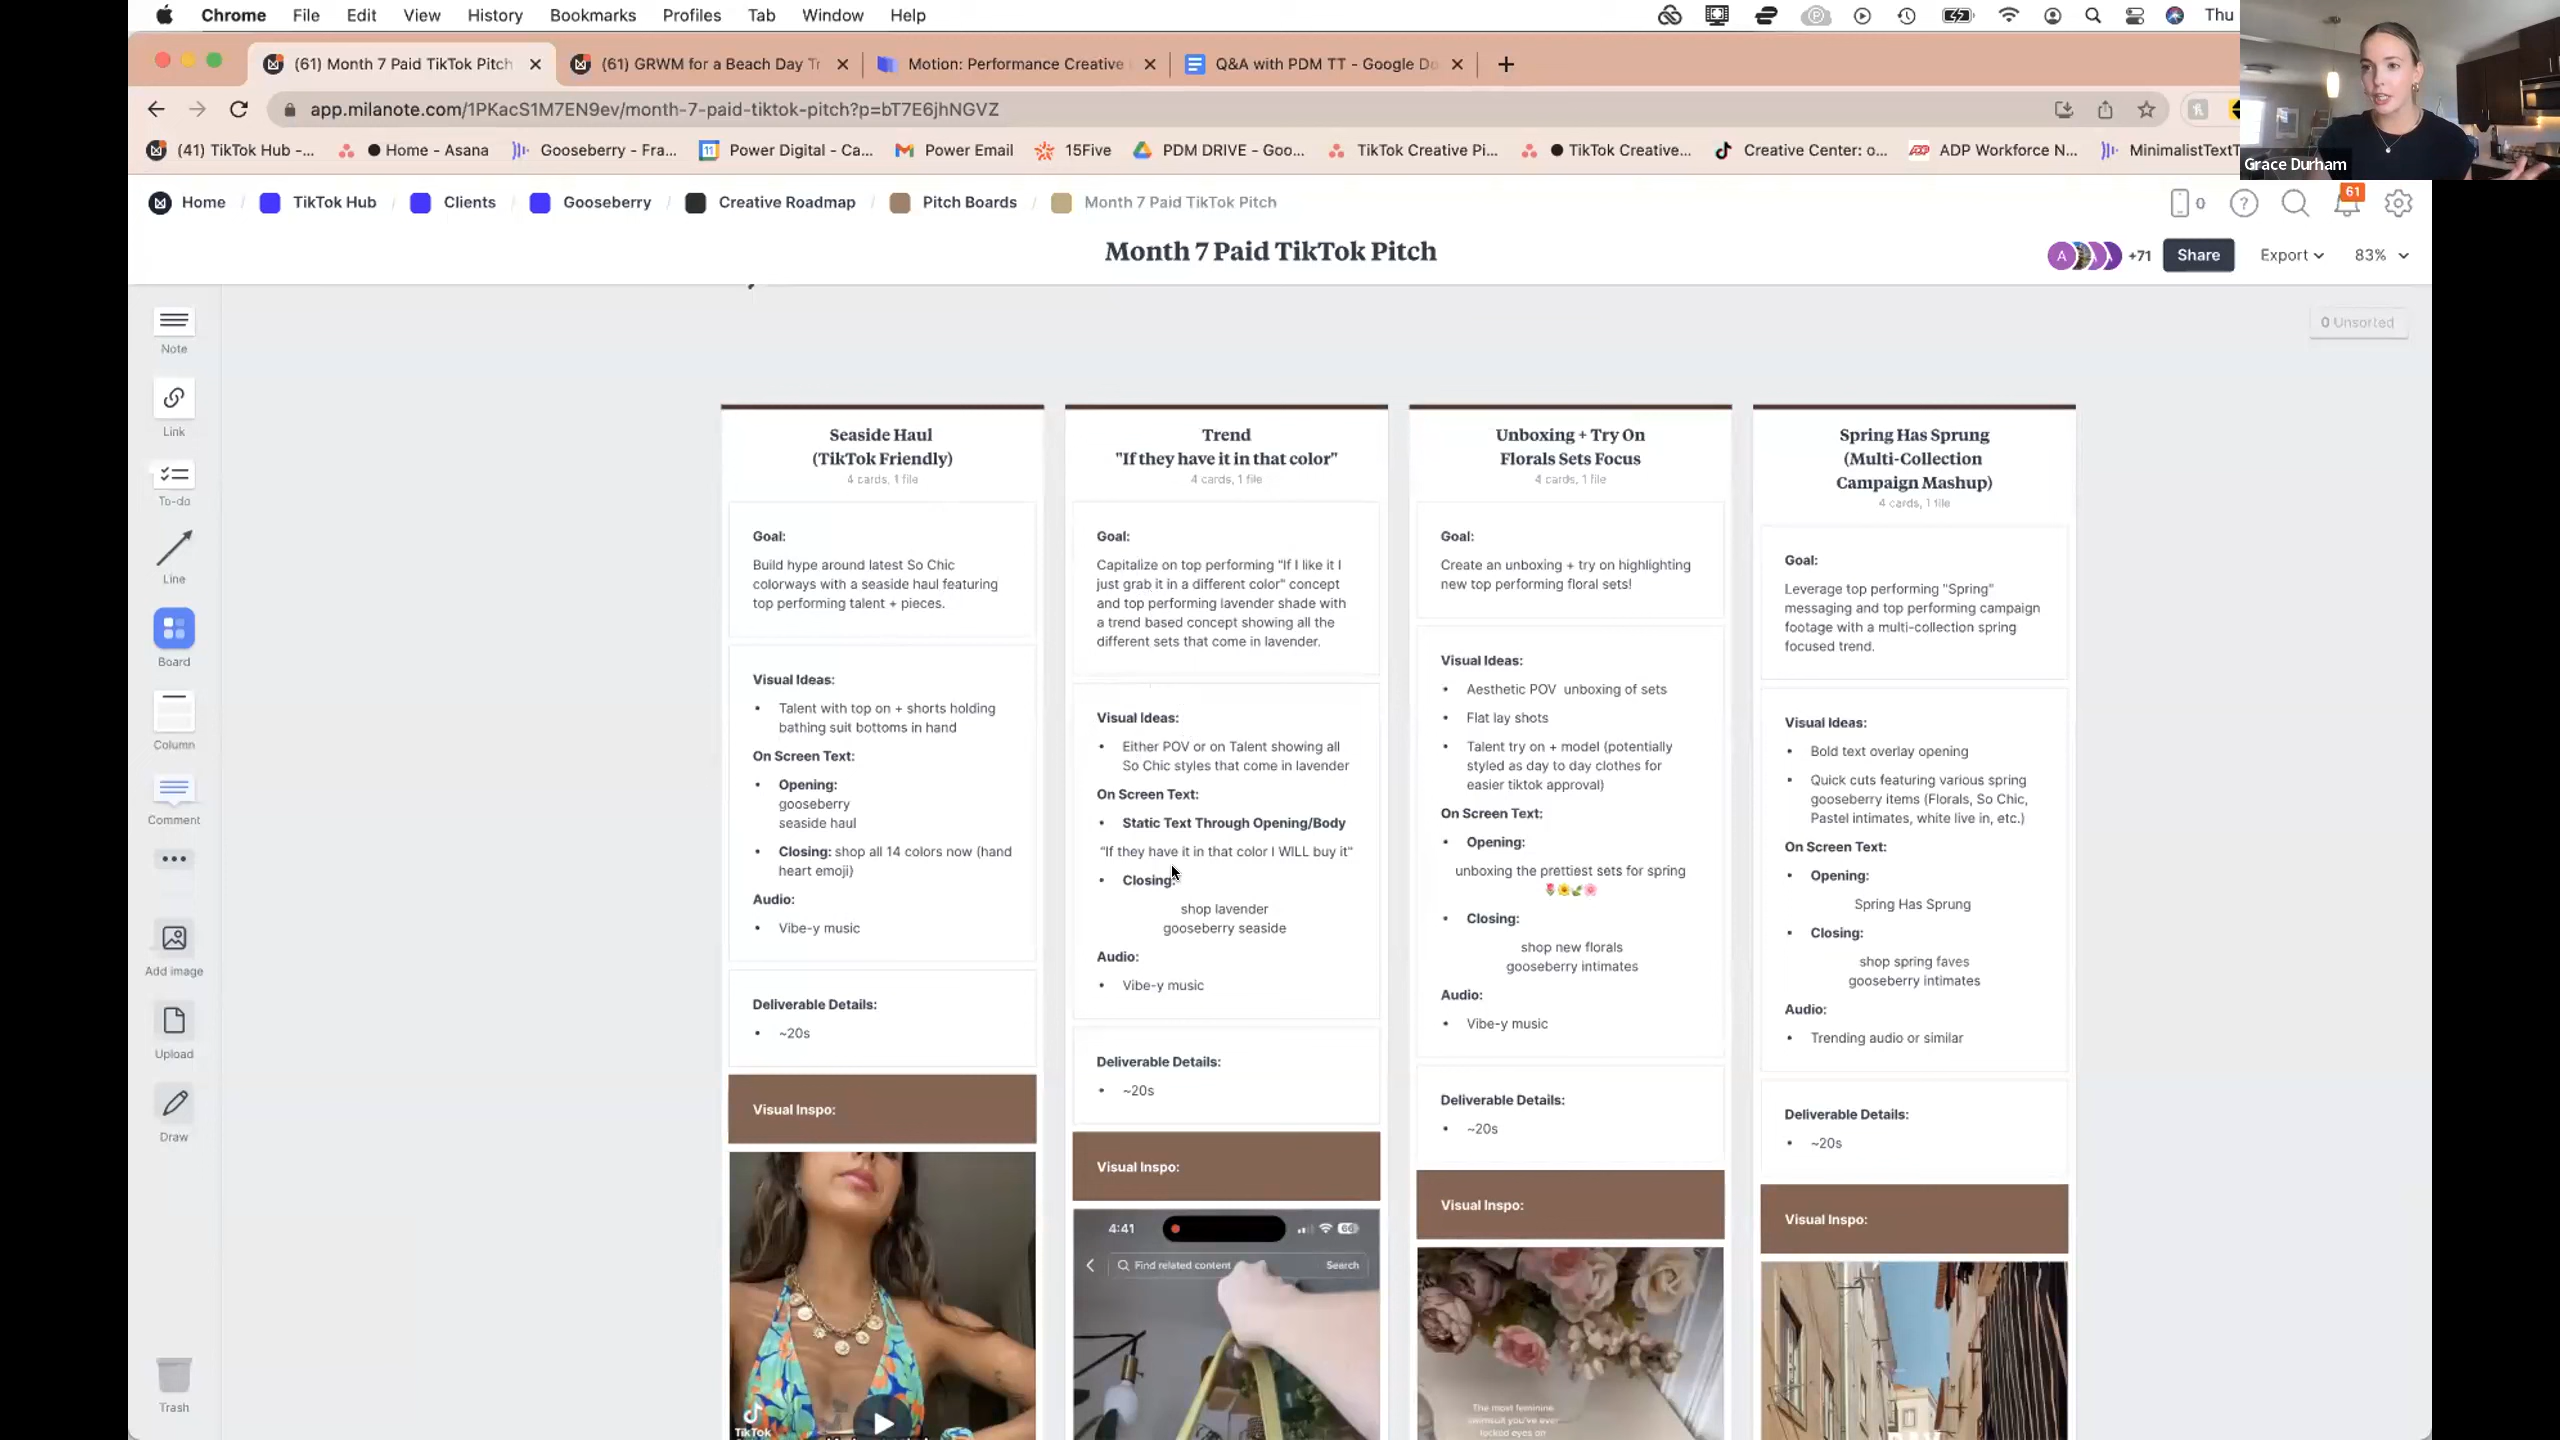 Chrome File Edit View History Bookmarks Profiles Tab Window Help
Thu
(61) Month 7 Paid TikTok Pitch
(61) GRWM for a Beach Day Tr
Motion: Performance Creative
Q&A with PDM TT - Google Do
app.milanote.com/1PKacS1M7EN9ev/month-7-paid-tiktok-pitch?p=bT7E6jhNGVZ
(41) TikTok Hub -...
Home - Asana
Gooseberry - Fra...
11
Power Digital - Ca...
Power Email
15Five
PDM DRIVE - Goo...
TikTok Creative Pi...
TikTok Creative...
Creative Center: o...
ADP Workforce N...
MinimalistTextT
Grace Durham
Home / TikTok Hub / Clients / Gooseberry / Creative Roadmap / Pitch Boards / Month 7 Paid TikTok Pitch
0
61
Month 7 Paid TikTok Pitch
A
+71
Share
Export
83%
0 Unsorted
Note
Link
To-do
Line
Board
Column
Comment
Add image
Upload
Draw
Trash
Seaside Haul
(TikTok Friendly)
4 cards, 1 file
Goal:
Build hype around latest So Chic
colorways with a seaside haul featuring
top performing talent + pieces.
Visual Ideas:
• Talent with top on + shorts holding
bathing suit bottoms in hand
On Screen Text:
• Opening:
gooseberry
seaside haul
• Closing: shop all 14 colors now (hand
heart emoji)
Audio:
• Vibe-y music
Deliverable Details:
• ~20s
Visual Inspo:
TikTok
Trend
"If they have it in that color"
4 cards, 1 file
Goal:
Capitalize on top performing "If I like it I
just grab it in a different color" concept
and top performing lavender shade with
a trend based concept showing all the
different sets that come in lavender.
Visual Ideas:
• Either POV or on Talent showing all
So Chic styles that come in lavender
On Screen Text:
• Static Text Through Opening/Body
"If they have it in that color I WILL buy it"
• Closing:
shop lavender
gooseberry seaside
Audio:
• Vibe-y music
Deliverable Details:
• ~20s
Visual Inspo:
4:41
66
Find related content
Search
Unboxing + Try On
Florals Sets Focus
4 cards, 1 file
Goal:
Create an unboxing + try on highlighting
new top performing floral sets!
Visual Ideas:
• Aesthetic POV unboxing of sets
• Flat lay shots
• Talent try on + model (potentially
styled as day to day clothes for
easier tiktok approval)
On Screen Text:
• Opening:
unboxing the prettiest sets for spring
🌷🌼🌿🌸
• Closing:
shop new florals
gooseberry intimates
Audio:
• Vibe-y music
Deliverable Details:
• ~20s
Visual Inspo:
The most feminine
swimsuit you've ever
locked eyes on
Spring Has Sprung
(Multi-Collection
Campaign Mashup)
4 cards, 1 file
Goal:
Leverage top performing "Spring"
messaging and top performing campaign
footage with a multi-collection spring
focused trend.
Visual Ideas:
• Bold text overlay opening
• Quick cuts featuring various spring
gooseberry items (Florals, So Chic,
Pastel intimates, white live in, etc.)
On Screen Text:
• Opening:
Spring Has Sprung
• Closing:
shop spring faves
gooseberry intimates
Audio:
• Trending audio or similar
Deliverable Details:
• ~20s
Visual Inspo: